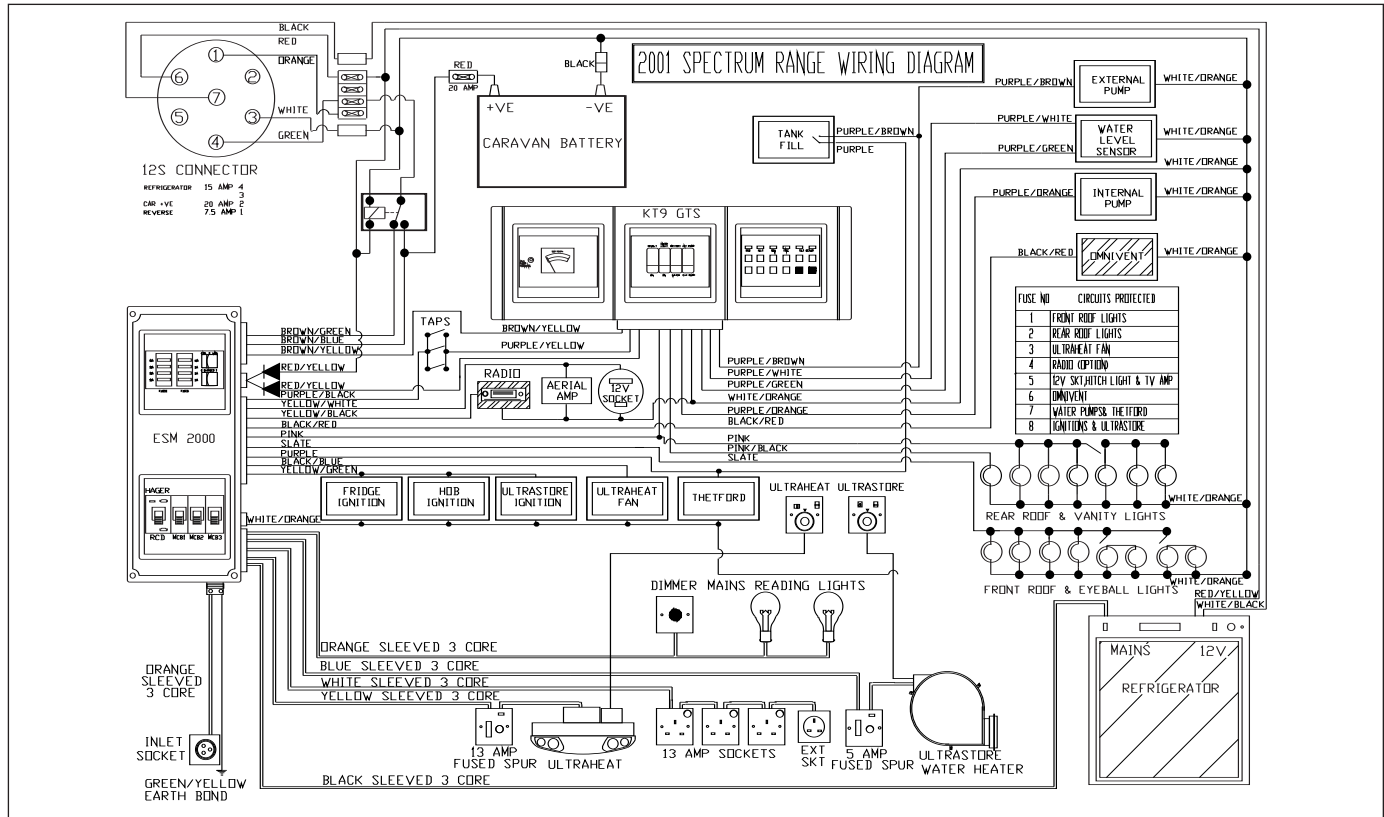 2001 SPECTRUM RANGE WIRING DIAGRAM
BLACK
RED
ORANGE
WHITE
GREEN
1
2
3
4
5
6
7
12S CONNECTOR
REFRIGERATOR 15 AMP 4
3
CAR +VE 20 AMP 2
REVERSE 7.5 AMP 1
RED
20 AMP
BLACK
+VE -VE
CARAVAN BATTERY
TANK
FILL
PURPLE/BROWN
PURPLE
PURPLE/BROWN
EXTERNAL
PUMP
WHITE/ORANGE
PURPLE/WHITE
PURPLE/GREEN
WATER
LEVEL
SENSOR
WHITE/ORANGE
WHITE/ORANGE
PURPLE/ORANGE
INTERNAL
PUMP
WHITE/ORANGE
BLACK/RED
OMNIVENT
WHITE/ORANGE
KT9 GTS
FUSE NO CIRCUITS PROTECTED
1 FRONT ROOF LIGHTS
2 REAR ROOF LIGHTS
3 ULTRAHEAT FAN
4 RADIO (OPTION)
5 12V SKT,HITCH LIGHT & TV AMP
6 OMNIVENT
7 WATER PUMPS& THETFORD
8 IGNITIONS & ULTRASTORE
BROWN/GREEN
BROWN/BLUE
BROWN/YELLOW
RED/YELLOW
RED/YELLOW
PURPLE/BLACK
YELLOW/WHITE
YELLOW/BLACK
BLACK/RED
PINK
SLATE
PURPLE
BLACK/BLUE
YELLOW/GREEN
WHITE/ORANGE
TAPS
BROWN/YELLOW
PURPLE/YELLOW
RADIO
AERIAL
AMP
12V
SOCKET
PURPLE/BROWN
PURPLE/WHITE
PURPLE/GREEN
WHITE/ORANGE
PURPLE/ORANGE
BLACK/RED
PINK
PINK/BLACK
SLATE
ESM 2000
HAGER
RCD MCB1 MCB2 MCB3
FRIDGE
IGNITION
HOB
IGNITION
ULTRASTORE
IGNITION
ULTRAHEAT
FAN
THETFORD
ULTRAHEAT ULTRASTORE
WHITE/ORANGE
REAR ROOF & VANITY LIGHTS
FRONT ROOF & EYEBALL LIGHTS
WHITE/ORANGE
RED/YELLOW
WHITE/BLACK
DIMMER MAINS READING LIGHTS
ORANGE SLEEVED 3 CORE
BLUE SLEEVED 3 CORE
WHITE SLEEVED 3 CORE
YELLOW SLEEVED 3 CORE
ORANGE
SLEEVED
3 CORE
INLET
SOCKET
GREEN/YELLOW
EARTH BOND
BLACK SLEEVED 3 CORE
13 AMP
FUSED SPUR
ULTRAHEAT
13 AMP SOCKETS
EXT
SKT
5 AMP
FUSED SPUR
ULTRASTORE
WATER HEATER
MAINS 12V
REFRIGERATOR